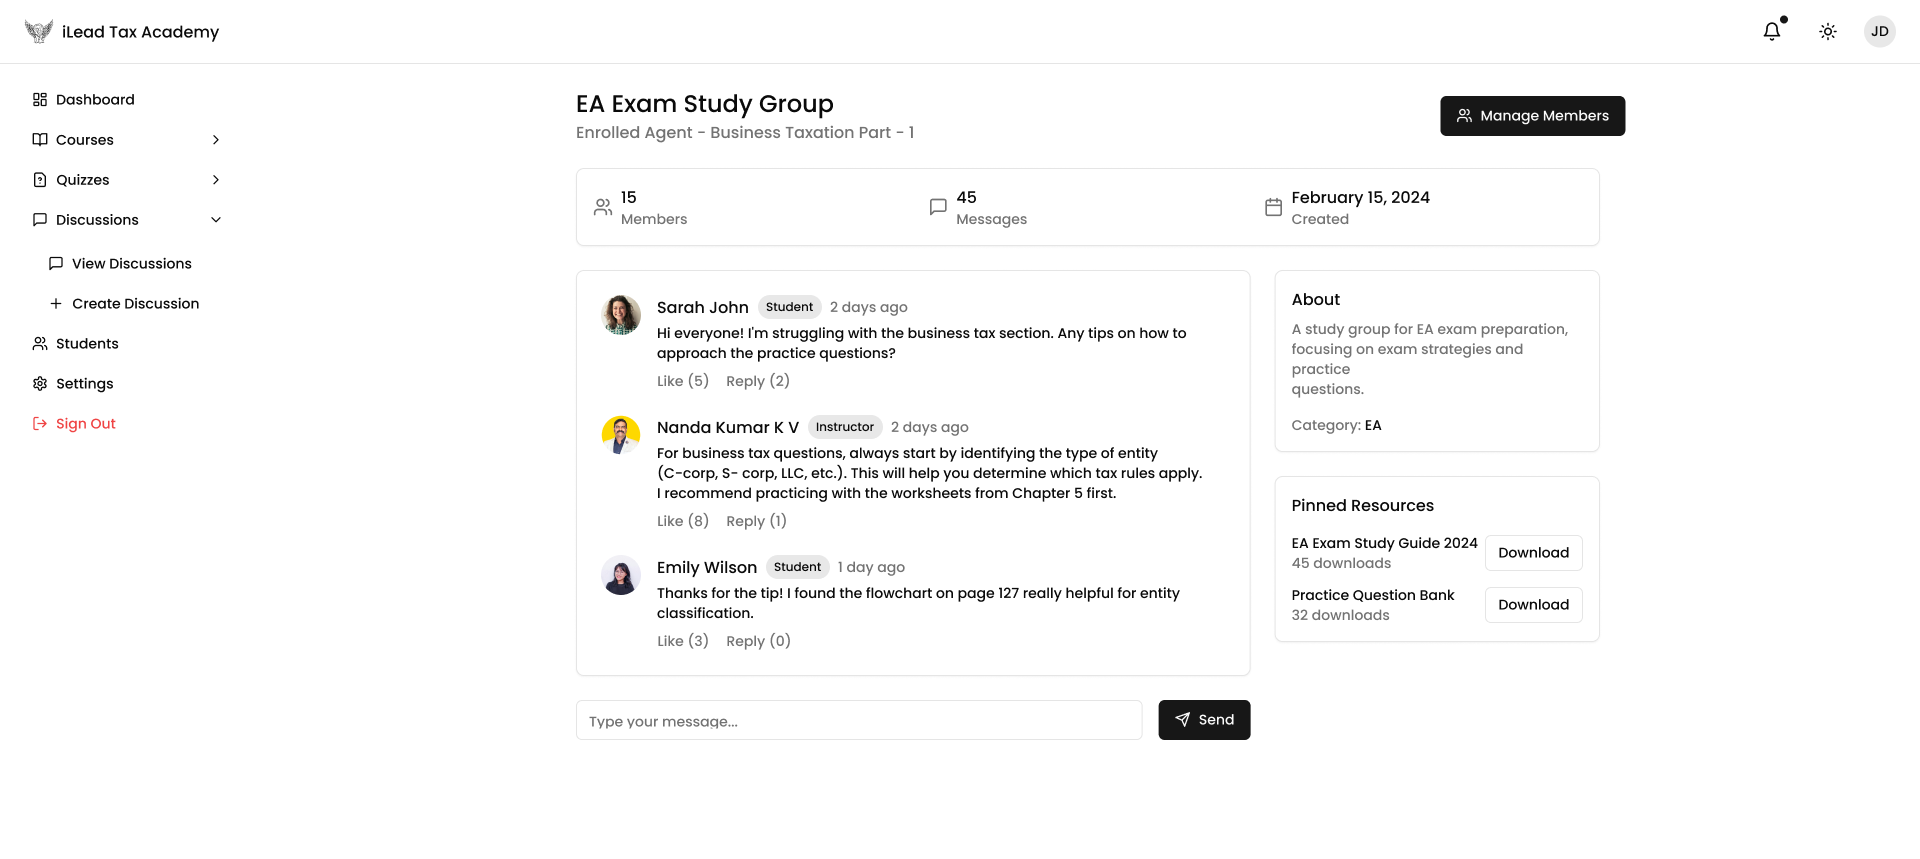 iLead Tax Academy
JD
Dashboard
Courses
Quizzes
Discussions
View Discussions
Create Discussion
Students
Settings
Sign Out
EA Exam Study Group
Enrolled Agent - Business Taxation Part - 1
Manage Members
15
Members
45
Messages
February 15, 2024
Created
Sarah John Student 2 days ago
Hi everyone! I'm struggling with the business tax section. Any tips on how to
approach the practice questions?
Like (5) Reply (2)
Nanda Kumar K V Instructor 2 days ago
For business tax questions, always start by identifying the type of entity
(C-corp, S- corp, LLC, etc.). This will help you determine which tax rules apply.
I recommend practicing with the worksheets from Chapter 5 first.
Like (8) Reply (1)
Emily Wilson Student 1 day ago
Thanks for the tip! I found the flowchart on page 127 really helpful for entity
classification.
Like (3) Reply (0)
Type your message...
Send
About
A study group for EA exam preparation,
focusing on exam strategies and
practice
questions.
Category: EA
Pinned Resources
EA Exam Study Guide 2024
45 downloads
Download
Practice Question Bank
32 downloads
Download